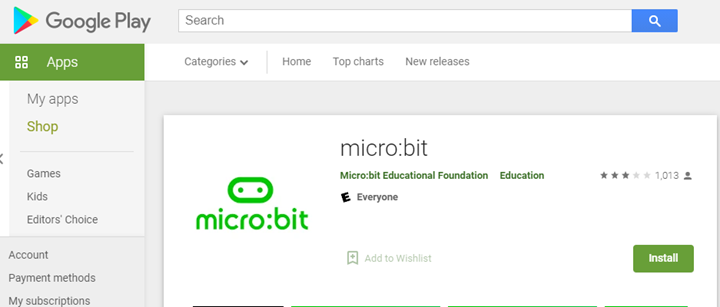 Google Play
Search
Apps
Categories
Home
Top charts
New releases
My apps
Shop
Games
Kids
Editors' Choice
Account
Payment methods
My subscriptions
micro:bit
micro:bit
Micro:bit Educational Foundation Education
1,013
E Everyone
Add to Wishlist
Install